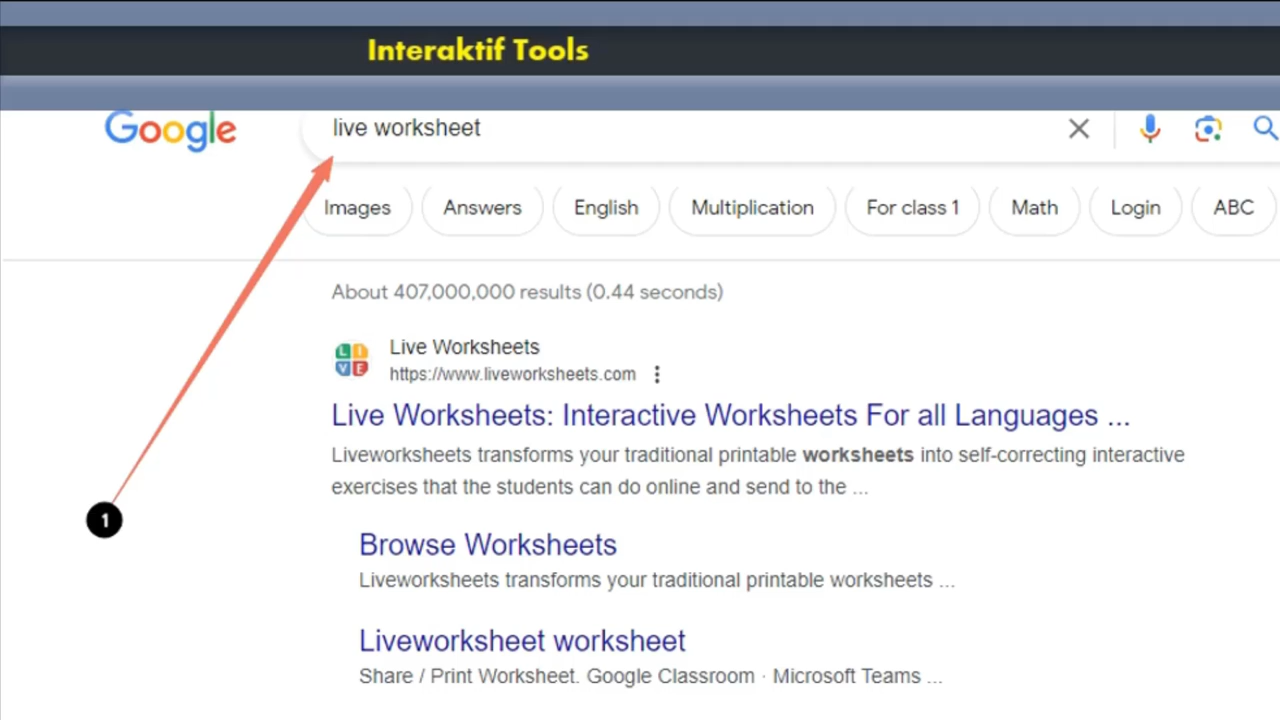 Interaktif Tools
Google
live worksheet
Images Answers English Multiplication For class 1 Math Login ABC
About 407,000,000 results (0.44 seconds)
LIVE
Live Worksheets
https://www.liveworksheets.com
Live Worksheets: Interactive Worksheets For all Languages ...
Liveworksheets transforms your traditional printable worksheets into self-correcting interactive
exercises that the students can do online and send to the ...
1
Browse Worksheets
Liveworksheets transforms your traditional printable worksheets ...
Liveworksheet worksheet
Share / Print Worksheet. Google Classroom · Microsoft Teams ...